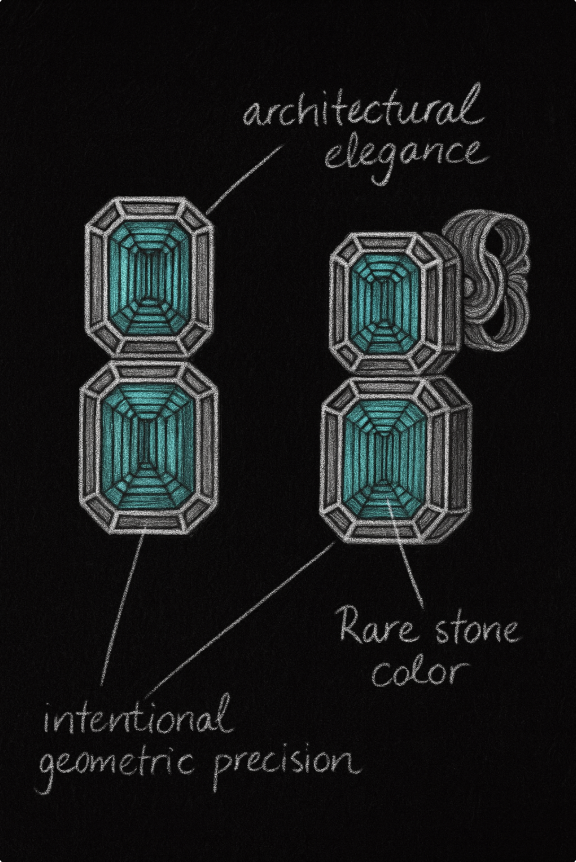 architectural
elegance
Rare stone
color
intentional
geometric precision